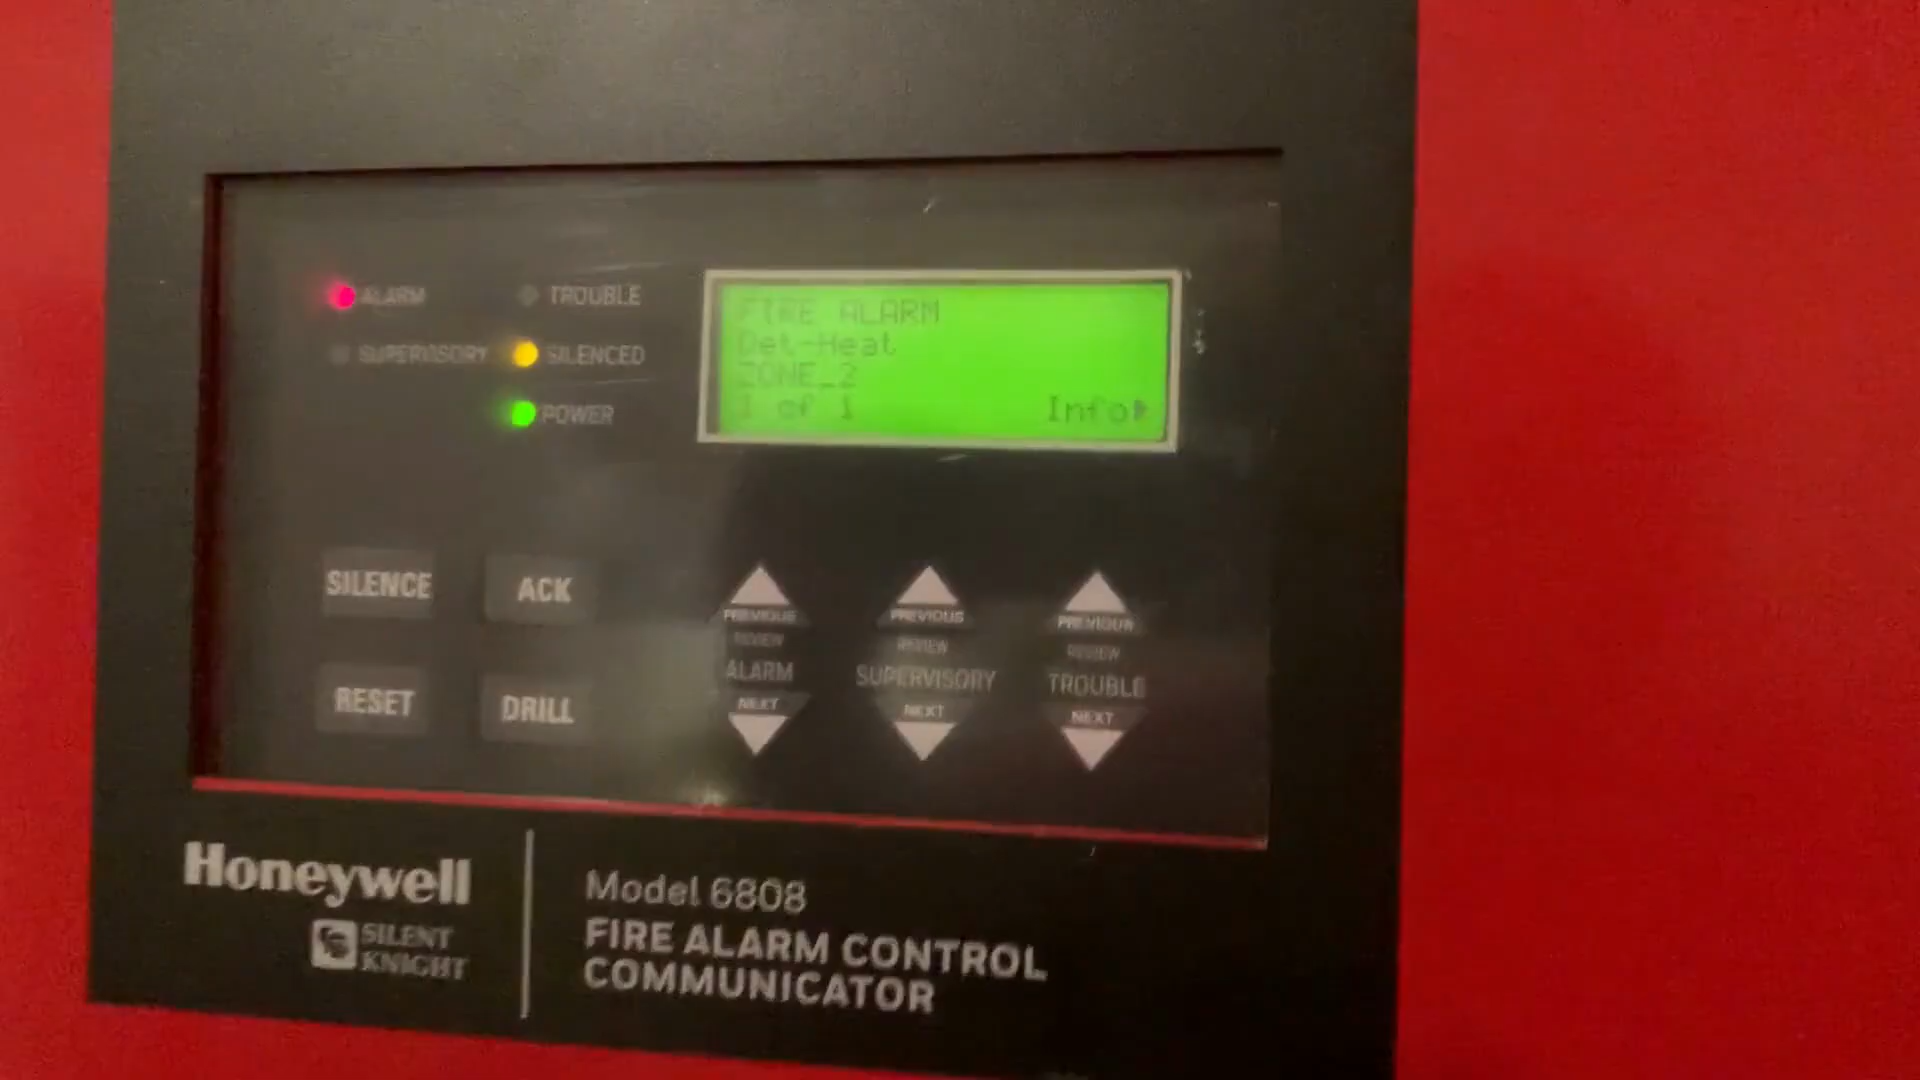 ALARM
TROUBLE
SUPERVISORY
SILENCED
POWER
FIRE ALARM
Det-Heat
ZONE_2
1 of 1 Info
SILENCE
ACK
RESET
DRILL
PREVIOUS
REVIEW
ALARM
NEXT
PREVIOUS
REVIEW
SUPERVISORY
NEXT
PREVIOUS
REVIEW
TROUBLE
NEXT
Honeywell
SILENT
KNIGHT
Model 6808
FIRE ALARM CONTROL
COMMUNICATOR